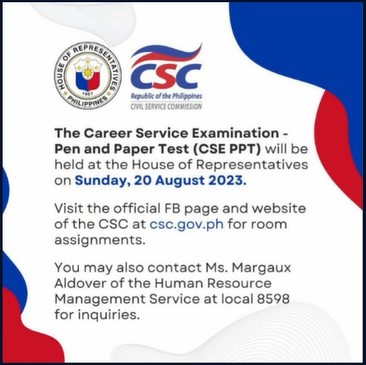 HOUSE OF REPRESENTATIVES
PHILIPPINES
1907
CSC
Republic of the Philippines
CIVIL SERVICE COMMISSION
The Career Service Examination -
Pen and Paper Test (CSE PPT) will be
held at the House of Representatives
on Sunday, 20 August 2023.
Visit the official FB page and website
of the CSC at csc.gov.ph for room
assignments.
You may also contact Ms. Margaux
Aldover of the Human Resource
Management Service at local 8598
for inquiries.